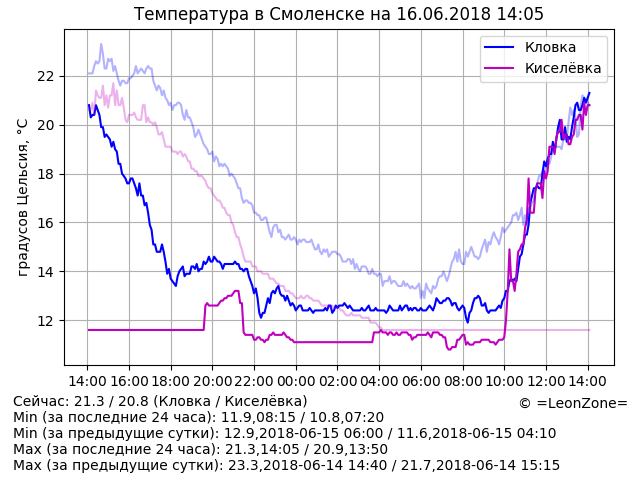 Температура в Смоленске на 16.06.2018 14:05
Кловка
Киселёвка
градусов Цельсия, °C
22
20
18
16
14
12
14:00 16:00 18:00 20:00 22:00 00:00 02:00 04:00 06:00 08:00 10:00 12:00 14:00
Сейчас: 21.3 / 20.8 (Кловка / Киселёвка)
© =LeonZone=
Min (за последние 24 часа): 11.9,08:15 / 10.8,07:20
Min (за предыдущие сутки): 12.9,2018-06-15 06:00 / 11.6,2018-06-15 04:10
Max (за последние 24 часа): 21.3,14:05 / 20.9,13:50
Max (за предыдущие сутки): 23.3,2018-06-14 14:40 / 21.7,2018-06-14 15:15